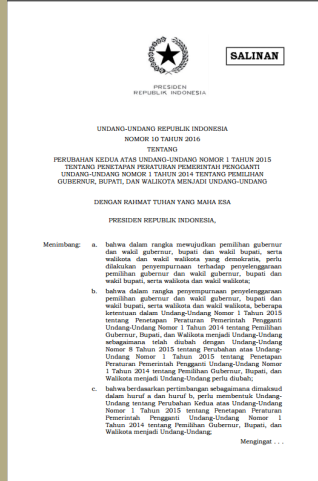 SALINAN
PRESIDEN
REPUBLIK INDONESIA
UNDANG-UNDANG REPUBLIK INDONESIA
NOMOR 10 TAHUN 2016
TENTANG
PERUBAHAN KEDUA ATAS UNDANG-UNDANG NOMOR 1 TAHUN 2015
TENTANG PENETAPAN PERATURAN PEMERINTAH PENGGANTI
UNDANG-UNDANG NOMOR 1 TAHUN 2014 TENTANG PEMILIHAN
GUBERNUR, BUPATI, DAN WALIKOTA MENJADI UNDANG-UNDANG
DENGAN RAHMAT TUHAN YANG MAHA ESA
PRESIDEN REPUBLIK INDONESIA,
Menimbang: a. bahwa dalam rangka mewujudkan pemilihan gubernur
dan wakil gubernur, bupati dan wakil bupati, serta
walikota dan wakil walikota yang demokratis, perlu
dilakukan penyempurnaan terhadap penyelenggaraan
pemilihan gubernur dan wakil gubernur, bupati dan
wakil bupati, serta walikota dan wakil walikota;
b. bahwa dalam rangka penyempurnaan penyelenggaraan
pemilihan gubernur dan wakil gubernur, bupati dan
wakil bupati, serta walikota dan wakil walikota, beberapa
ketentuan dalam Undang-Undang Nomor 1 Tahun 2015
tentang Penetapan Peraturan Pemerintah Pengganti
Undang-Undang Nomor 1 Tahun 2014 tentang Pemilihan
Gubernur, Bupati, dan Walikota menjadi Undang-Undang
sebagaimana telah diubah dengan Undang-Undang
Nomor 8 Tahun 2015 tentang Perubahan atas Undang-
Undang Nomor 1 Tahun 2015 tentang Penetapan
Peraturan Pemerintah Pengganti Undang-Undang Nomor
1 Tahun 2014 tentang Pemilihan Gubernur, Bupati, dan
Walikota menjadi Undang-Undang perlu diubah;
c. bahwa berdasarkan pertimbangan sebagaimana dimaksud
dalam huruf a dan huruf b, perlu membentuk Undang-
Undang tentang Perubahan Kedua atas Undang-Undang
Nomor 1 Tahun 2015 tentang Penetapan Peraturan
Pemerintah Pengganti Undang-Undang Nomor 1
Tahun 2014 tentang Pemilihan Gubernur, Bupati, dan
Walikota menjadi Undang-Undang;
Mengingat . . .